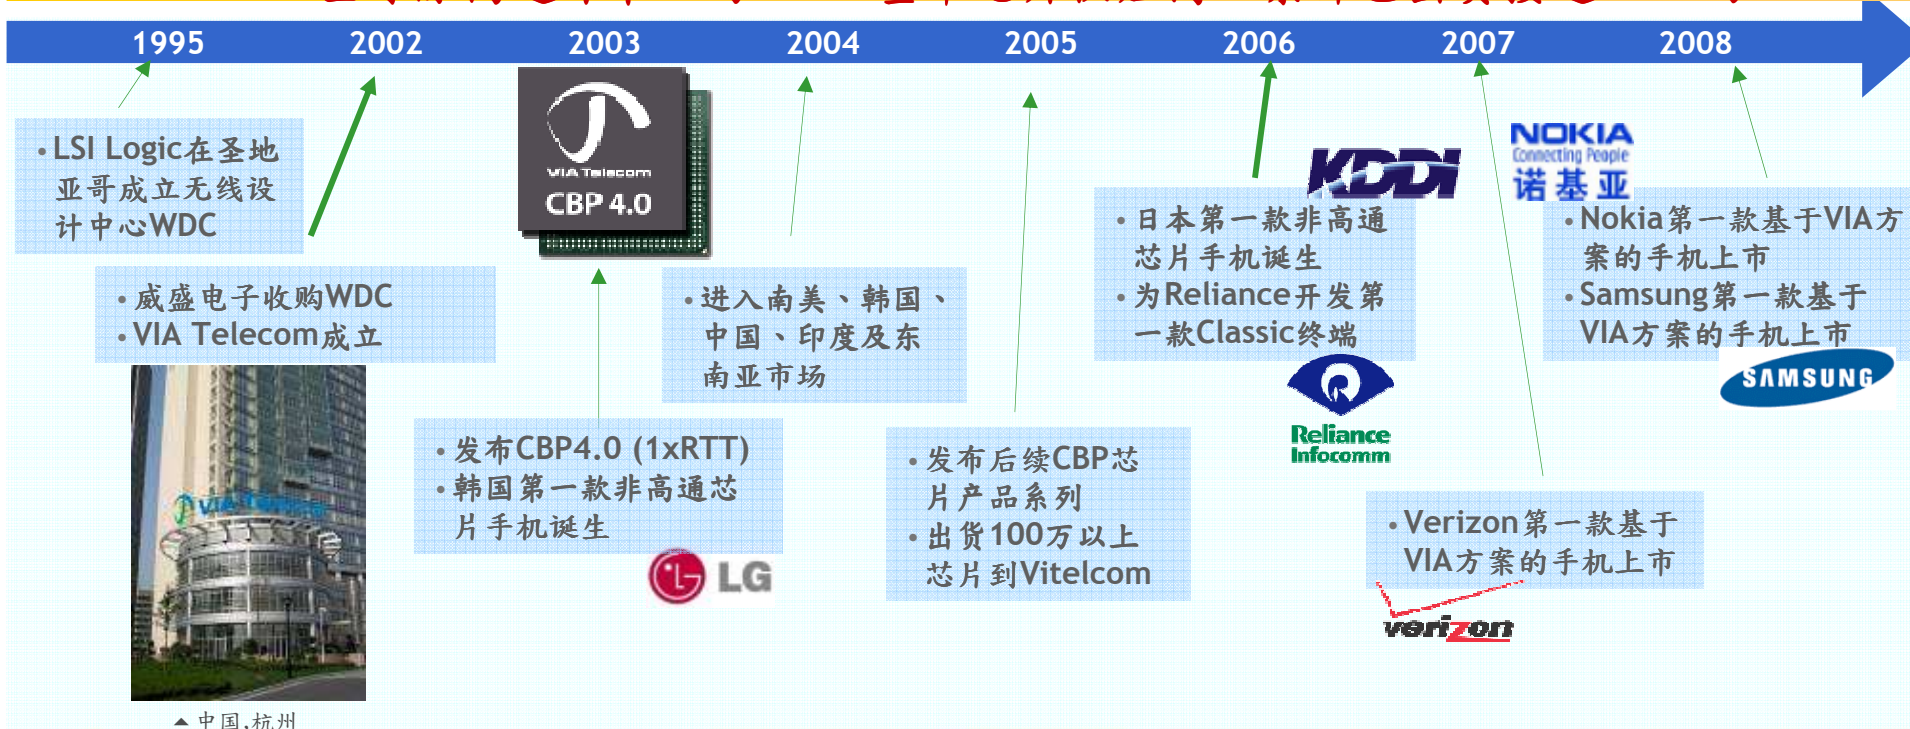 1995 2002 2003 2004 2005 2006 2007 2008
•LSI Logic在圣地
亚哥成立无线设
计中心WDC
•威盛电子收购WDC
•VIA Telecom成立
VIA Telecom
▲中国,杭州
VIA Telecom
CBP 4.0
•发布CBP4.0 (1xRTT)
•韩国第一款非高通芯
片手机诞生
LG
•进入南美、韩国、
中国、印度及东
南亚市场
•发布后续CBP芯
片产品系列
•出货100万以上
芯片到Vitelcom
KDDI
•日本第一款非高通
芯片手机诞生
•为Reliance开发第
一款Classic终端
Reliance
Infocomm
•Verizon第一款基于
VIA方案的手机上市
verizon
NOKIA
Connecting People
诺基亚
•Nokia第一款基于VIA方
案的手机上市
•Samsung第一款基于
VIA方案的手机上市
SAMSUNG